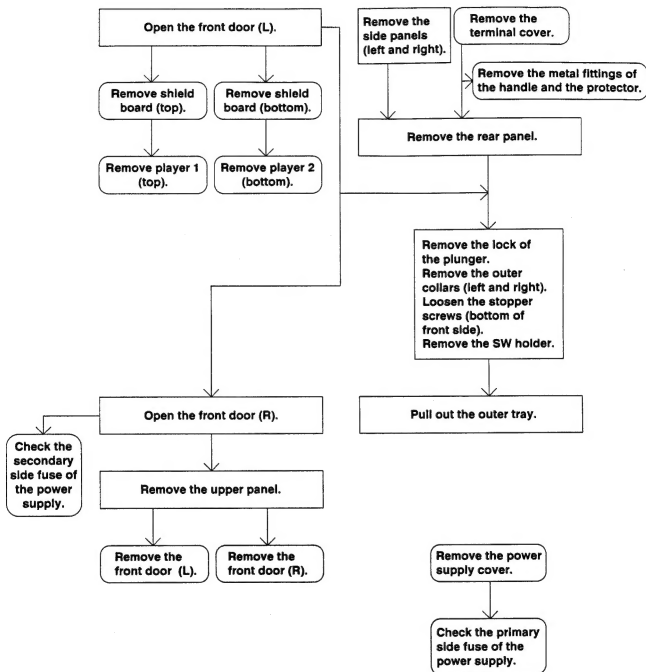 Open the front door (L).
Remove the
side panels
(left and right).
Remove the
terminal cover.
Remove the metal fittings of
the handle and the protector.
Remove shield
board (top).
Remove shield
board (bottom).
Remove the rear panel.
Remove player 1
(top).
Remove player 2
(bottom).
Remove the lock of
the plunger.
Remove the outer
collars (left and right).
Loosen the stopper
screws (bottom of
front side).
Remove the SW holder.
Open the front door (R).
Pull out the outer tray.
Check the
secondary
side fuse of
the power
supply.
Remove the upper panel.
Remove the
front door (L).
Remove the
front door (R).
Remove the power
supply cover.
Check the primary
side fuse of the
power supply.